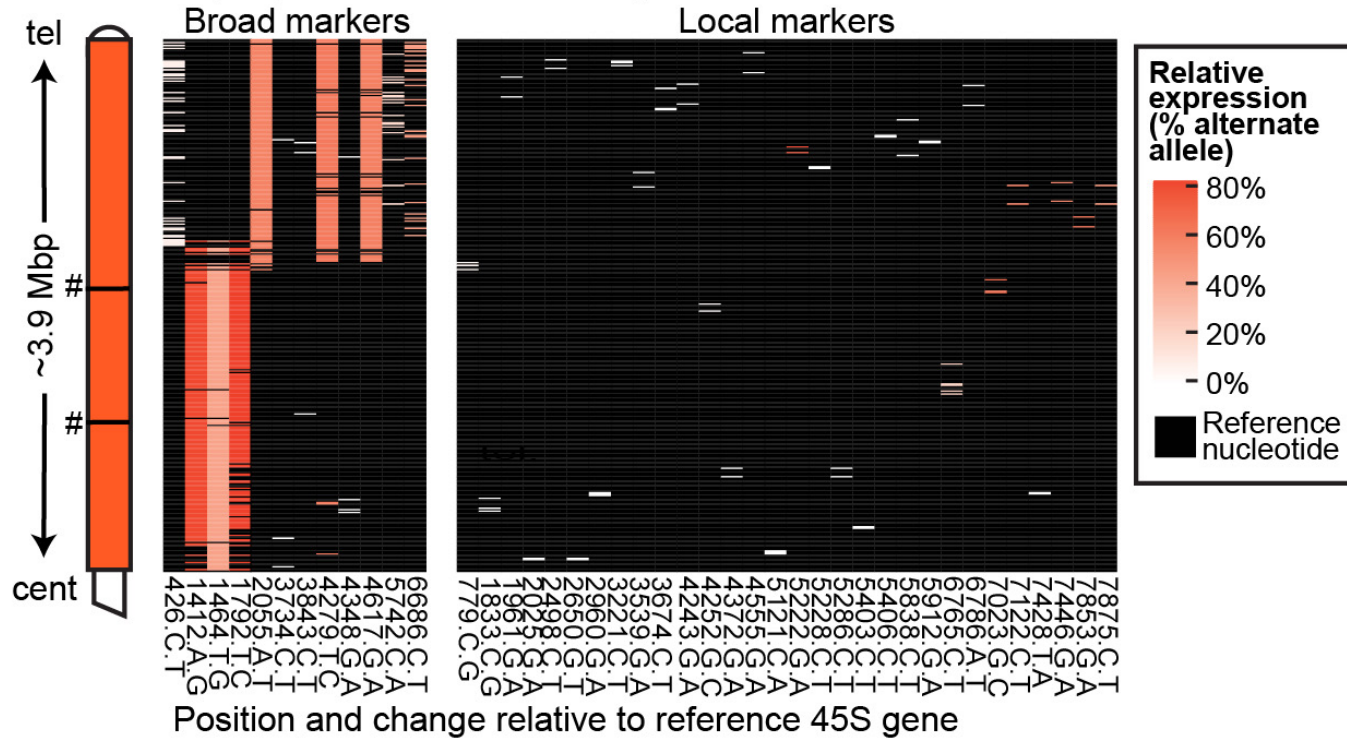 Broad markers
Local markers
tel
~3.9 Mbp
#
#
cent
426.C.T
1412.A.G
1464.T.G
1792.T.C
2055.A.T
3734.C.T
3843.C.T
4279.T.C
4348.G.A
4617.G.A
5742.C.A
6686.C.T
779.C.G
1833.C.G
1961.G.A
2025.G.A
2498.C.T
2650.G.T
2960.G.A
3221.C.T
3539.G.A
3674.C.T
4243.G.A
4252.G.C
4372.G.A
4555.G.A
5121.C.A
5222.G.A
5228.C.T
5286.C.T
5403.C.T
5406.C.T
5838.C.T
5912.G.A
6765.C.T
6786.A.T
7023.G.C
7122.C.T
7428.T.A
7446.G.A
7853.G.A
7875.C.T
Position and change relative to reference 45S gene
Relative
expression
(% alternate
allele)
80%
60%
40%
20%
0%
Reference
nucleotide